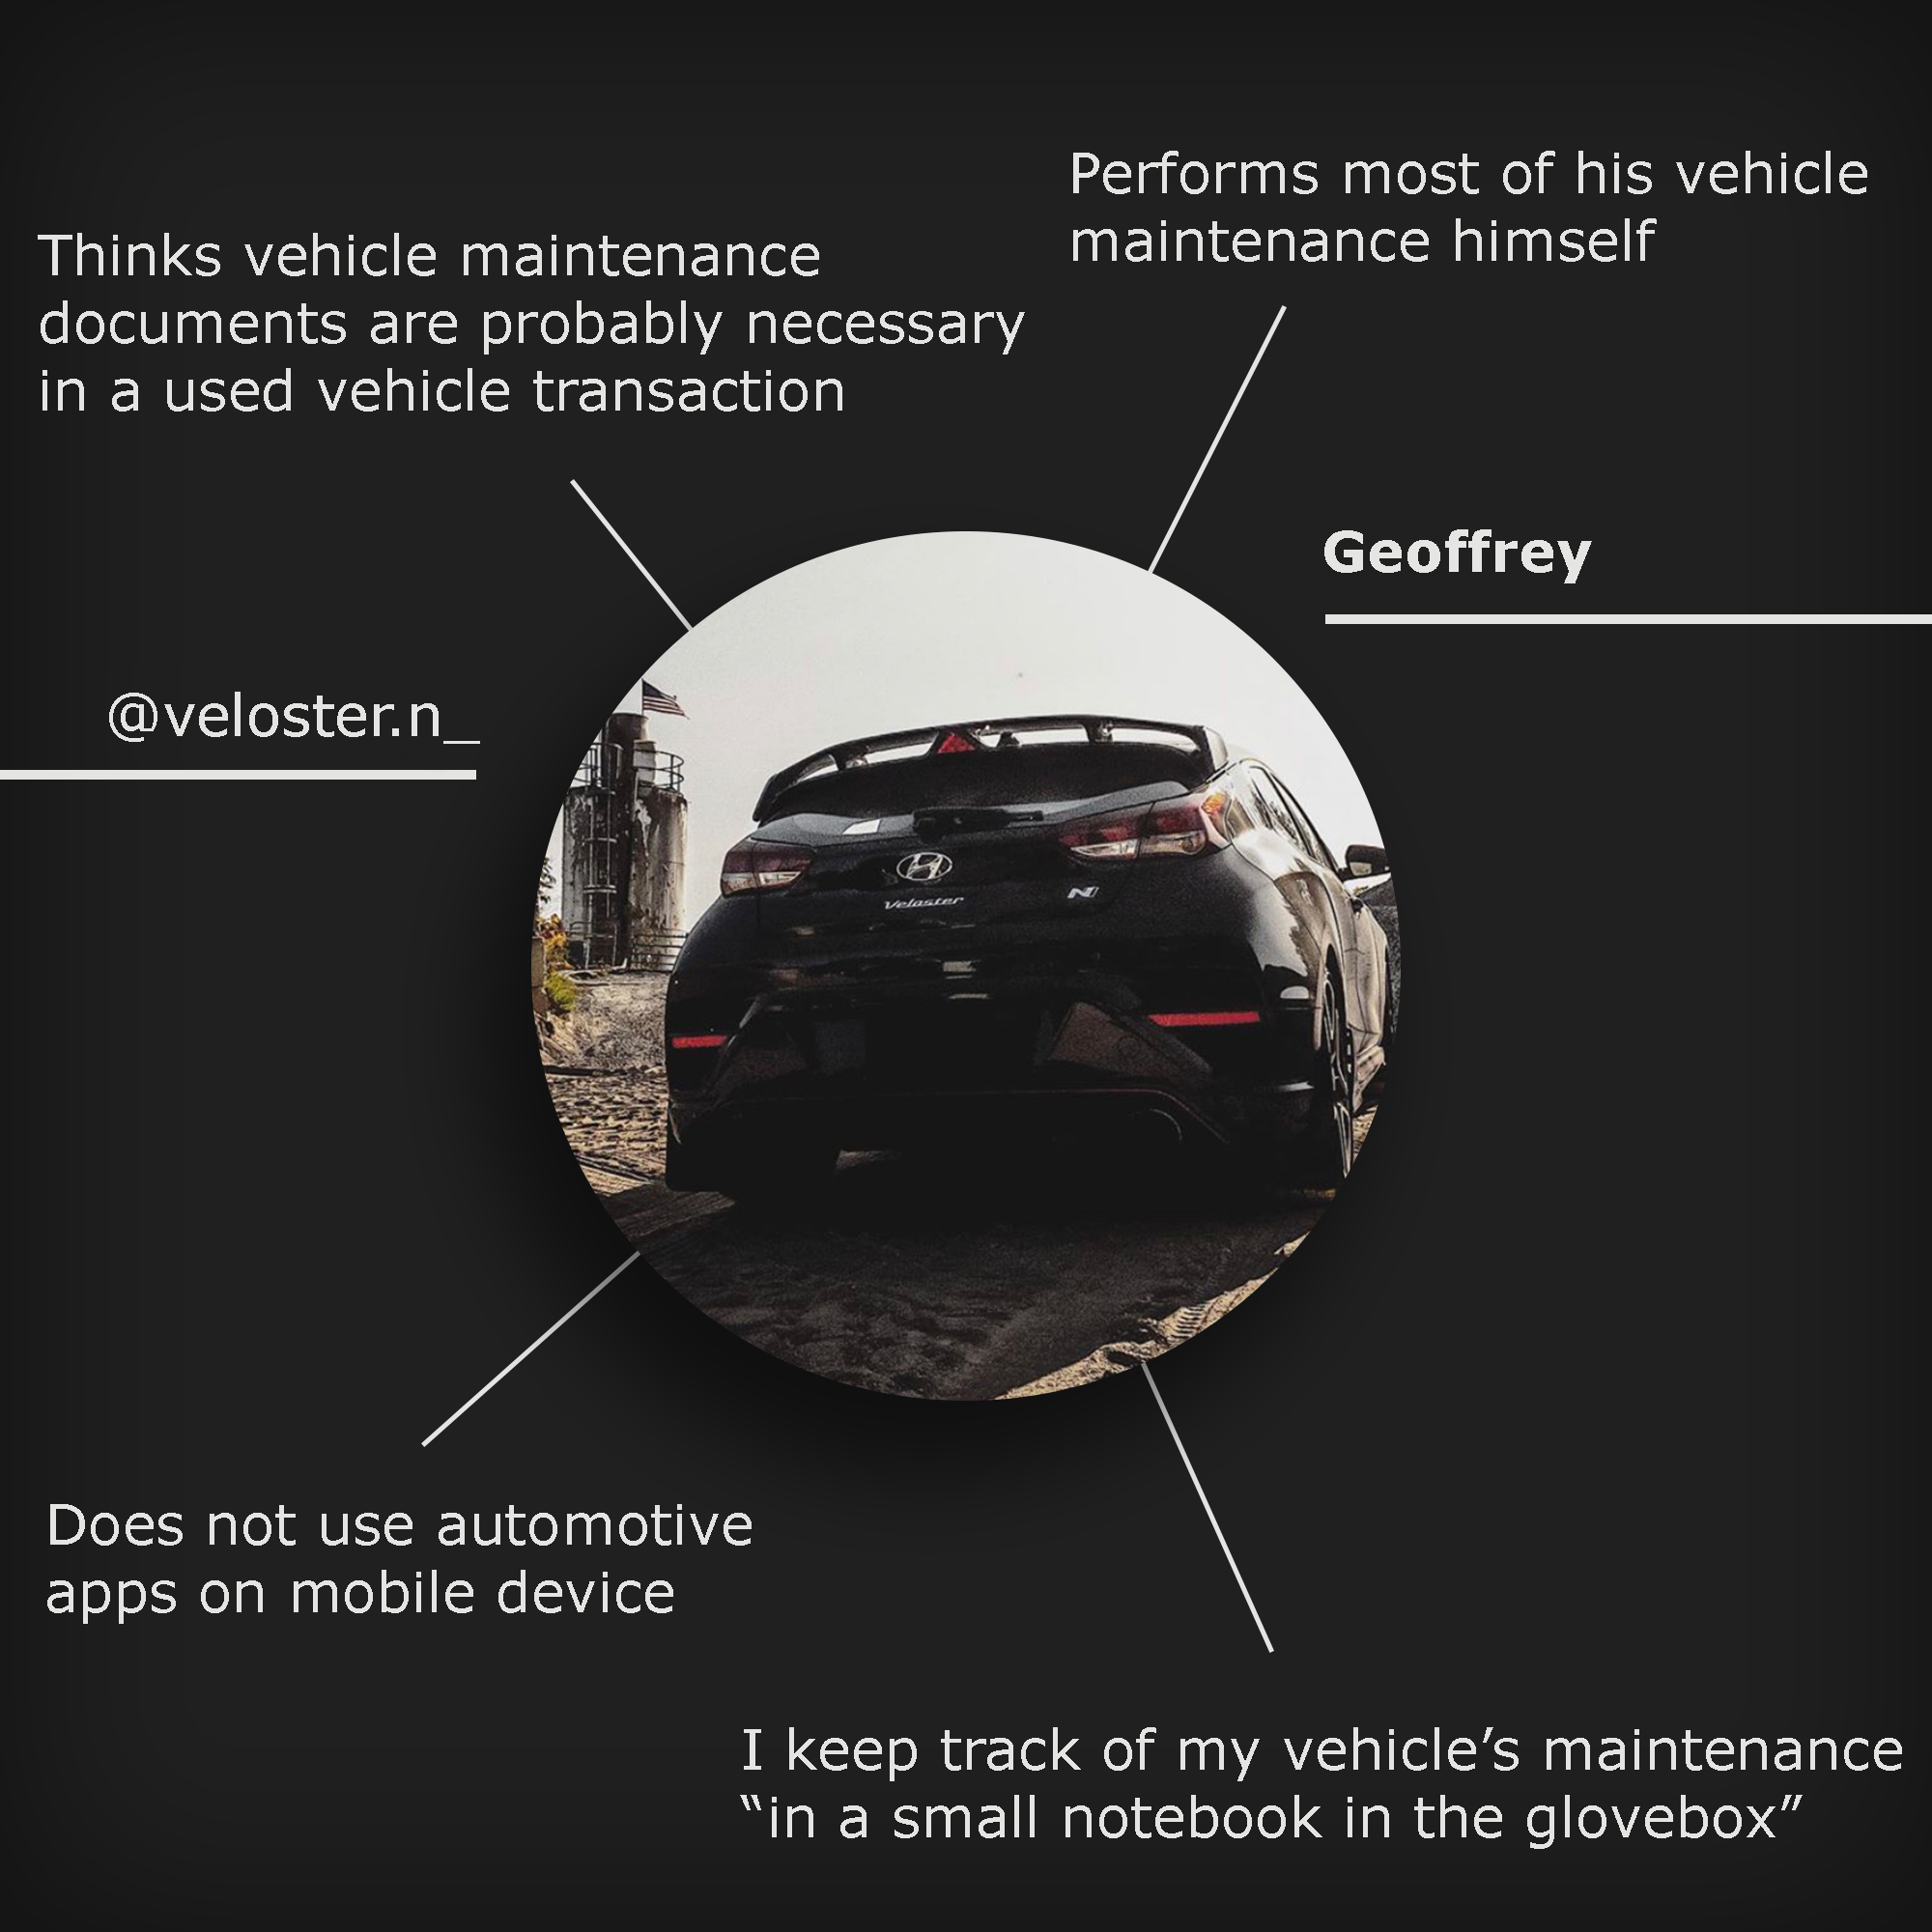 Performs most of his vehicle
maintenance himself
Thinks vehicle maintenance
documents are probably necessary
in a used vehicle transaction
Geoffrey
@veloster.n_
Veloster
N
Does not use automotive
apps on mobile device
I keep track of my vehicle’s maintenance
“in a small notebook in the glovebox”